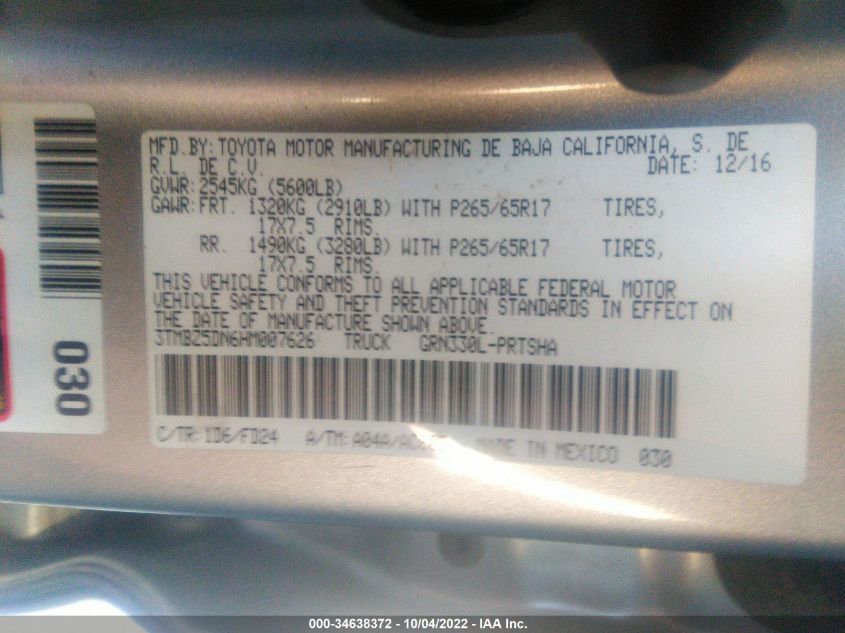 MFD.BY:TOYOTA MOTOR MANUFACTURING DE BAJA CALIFORNIA, S. DE
R.L. DE C.V. DATE: 12/16
GVWR:2545KG (5600LB)
GAWR:FRT. 1320KG (2910LB) WITH P265/65R17 TIRES,
17X7.5 RIMS.
RR. 1490KG (3280LB) WITH P265/65R17 TIRES,
17X7.5 RIMS.
THIS VEHICLE CONFORMS TO ALL APPLICABLE FEDERAL MOTOR
VEHICLE SAFETY AND THEFT PREVENTION STANDARDS IN EFFECT ON
THE DATE OF MANUFACTURE SHOWN ABOVE.
3TMBZ5DN6HM007626 TRUCK GRN330L-PRTSHA
C/TR:1D6/FD24 MADE IN MEXICO 030
030
000-34638372 - 10/04/2022 - IAA Inc.